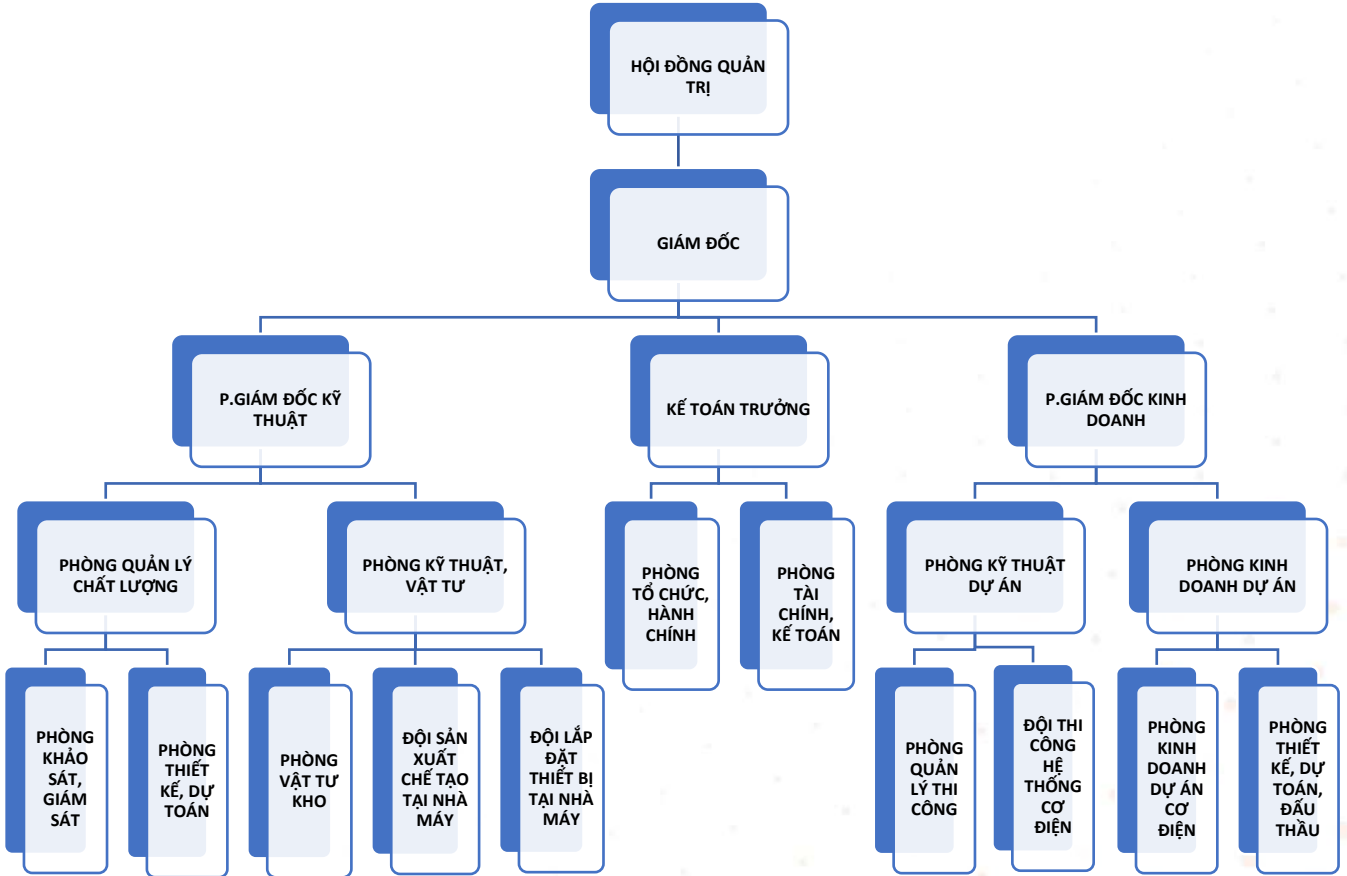 HỘI ĐỒNG QUẢN
TRỊ
GIÁM ĐỐC
P.GIÁM ĐỐC KỸ
THUẬT
KẾ TOÁN TRƯỞNG
P.GIÁM ĐỐC KINH
DOANH
PHÒNG QUẢN LÝ
CHẤT LƯỢNG
PHÒNG KỸ THUẬT,
VẬT TƯ
PHÒNG
TỔ CHỨC,
HÀNH
CHÍNH
PHÒNG
TÀI
CHÍNH,
KẾ TOÁN
PHÒNG KỸ THUẬT
DỰ ÁN
PHÒNG KINH
DOANH DỰ ÁN
PHÒNG
KHẢO
SÁT,
GIÁM
SÁT
PHÒNG
THIẾT
KẾ, DỰ
TOÁN
PHÒNG
VẬT TƯ
KHO
ĐỘI SẢN
XUẤT
CHẾ TẠO
TẠI NHÀ
MÁY
ĐỘI LẮP
ĐẶT
THIẾT BỊ
TẠI NHÀ
MÁY
PHÒNG
QUẢN
LÝ THI
CÔNG
ĐỘI THI
CÔNG
HỆ
THỐNG
CƠ
ĐIỆN
PHÒNG
KINH
DOANH
DỰ ÁN
CƠ
ĐIỆN
PHÒNG
THIẾT
KẾ, DỰ
TOÁN,
ĐẤU
THẦU